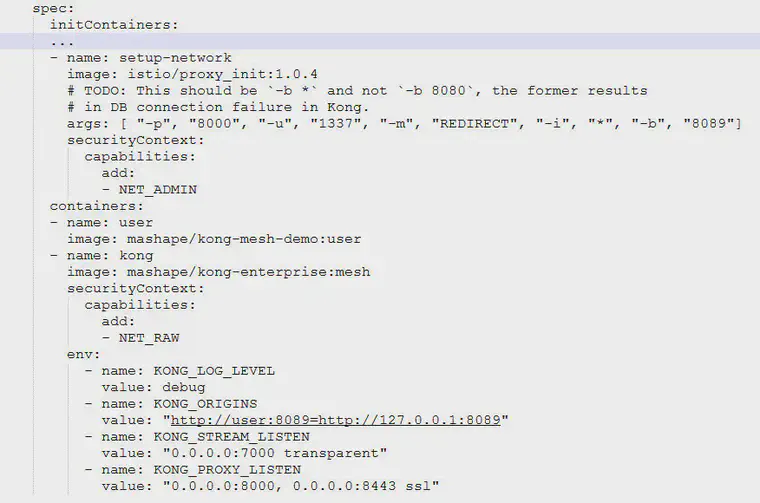 spec:
  initContainers:
  ...
  - name: setup-network
    image: istio/proxy_init:1.0.4
    # TODO: This should be `-b *` and not `-b 8080`, the former results
    # in DB connection failure in Kong.
    args: [ "-p", "8000", "-u", "1337", "-m", "REDIRECT", "-i", "*", "-b", "8089"]
    securityContext:
      capabilities:
        add:
        - NET_ADMIN
  containers:
  - name: user
    image: mashape/kong-mesh-demo:user
  - name: kong
    image: mashape/kong-enterprise:mesh
    securityContext:
      capabilities:
        add:
        - NET_RAW
    env:
      - name: KONG_LOG_LEVEL
        value: debug
      - name: KONG_ORIGINS
        value: "http://user:8089=http://127.0.0.1:8089"
      - name: KONG_STREAM_LISTEN
        value: "0.0.0.0:7000 transparent"
      - name: KONG_PROXY_LISTEN
        value: "0.0.0.0:8000, 0.0.0.0:8443 ssl"